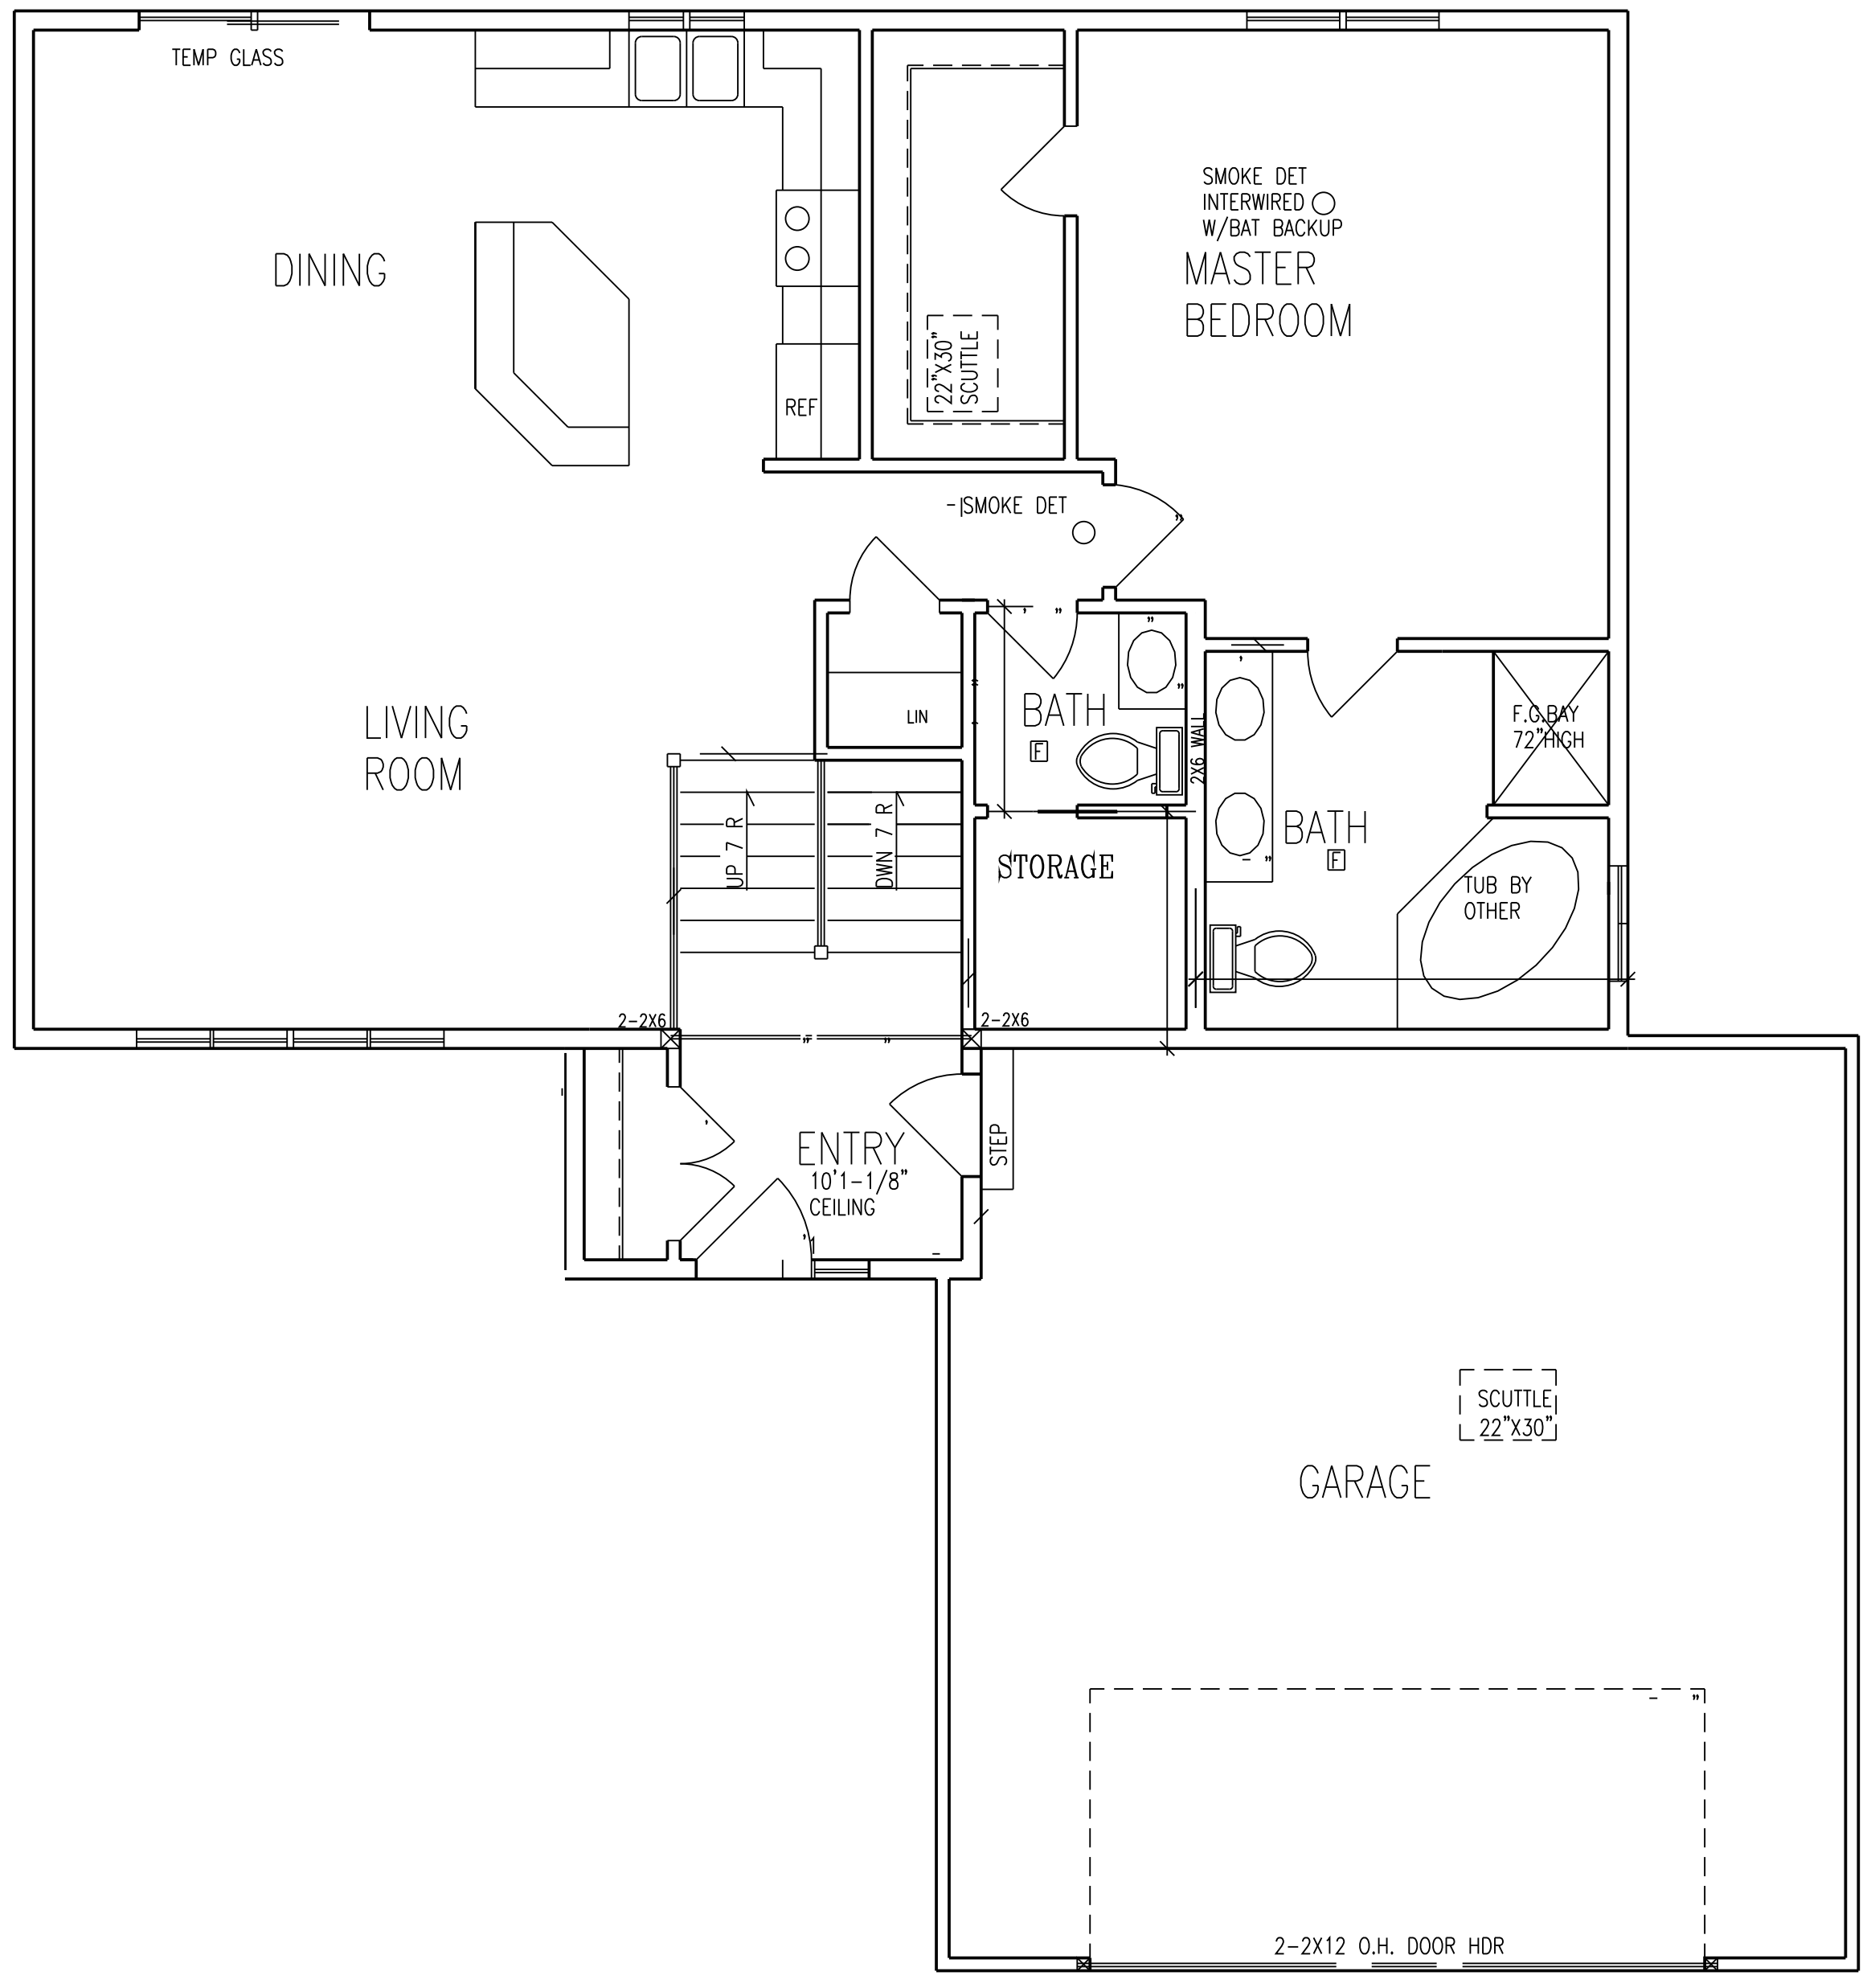 TEMP GLASS
SMOKE DET
INTERWIRED
W/BAT BACKUP
DINING
MASTER
BEDROOM
22"X30"
SCUTTLE
REF
-|SMOKE DET
LIVING
ROOM
LIN
BATH
F
2X6 WALL
F.G.BAY
72"HIGH
UP 7 R
DWN 7 R
BATH
F
STORAGE
TUB BY
OTHER
2-2X6
2-2X6
ENTRY
10'1-1/8"
CEILING
STEP
SCUTTLE
22"X30"
GARAGE
2-2X12 O.H. DOOR HDR